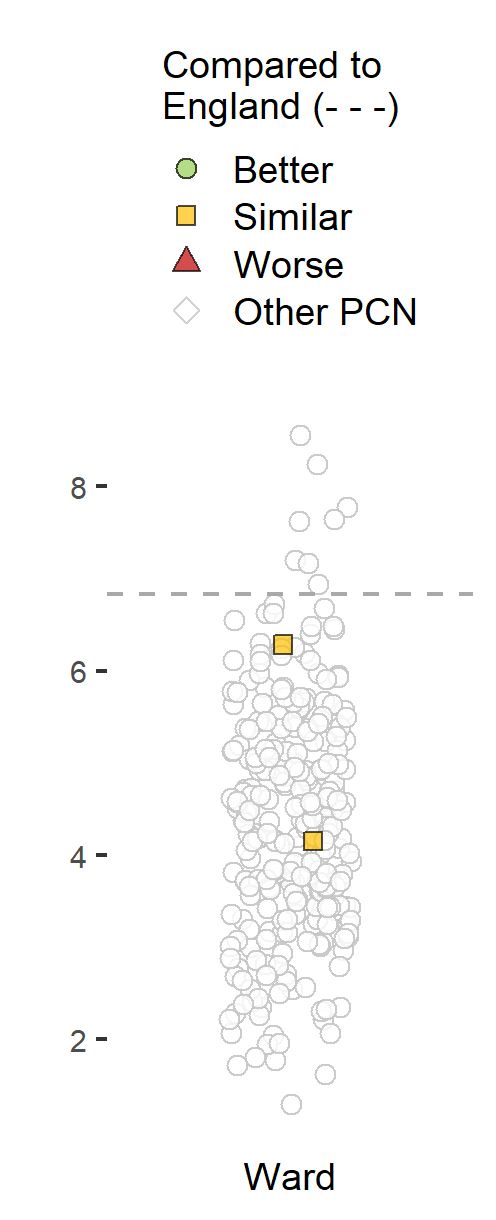 Compared to
England (- - -)
Better
Similar
Worse
Other PCN
8
6
4
2
Ward